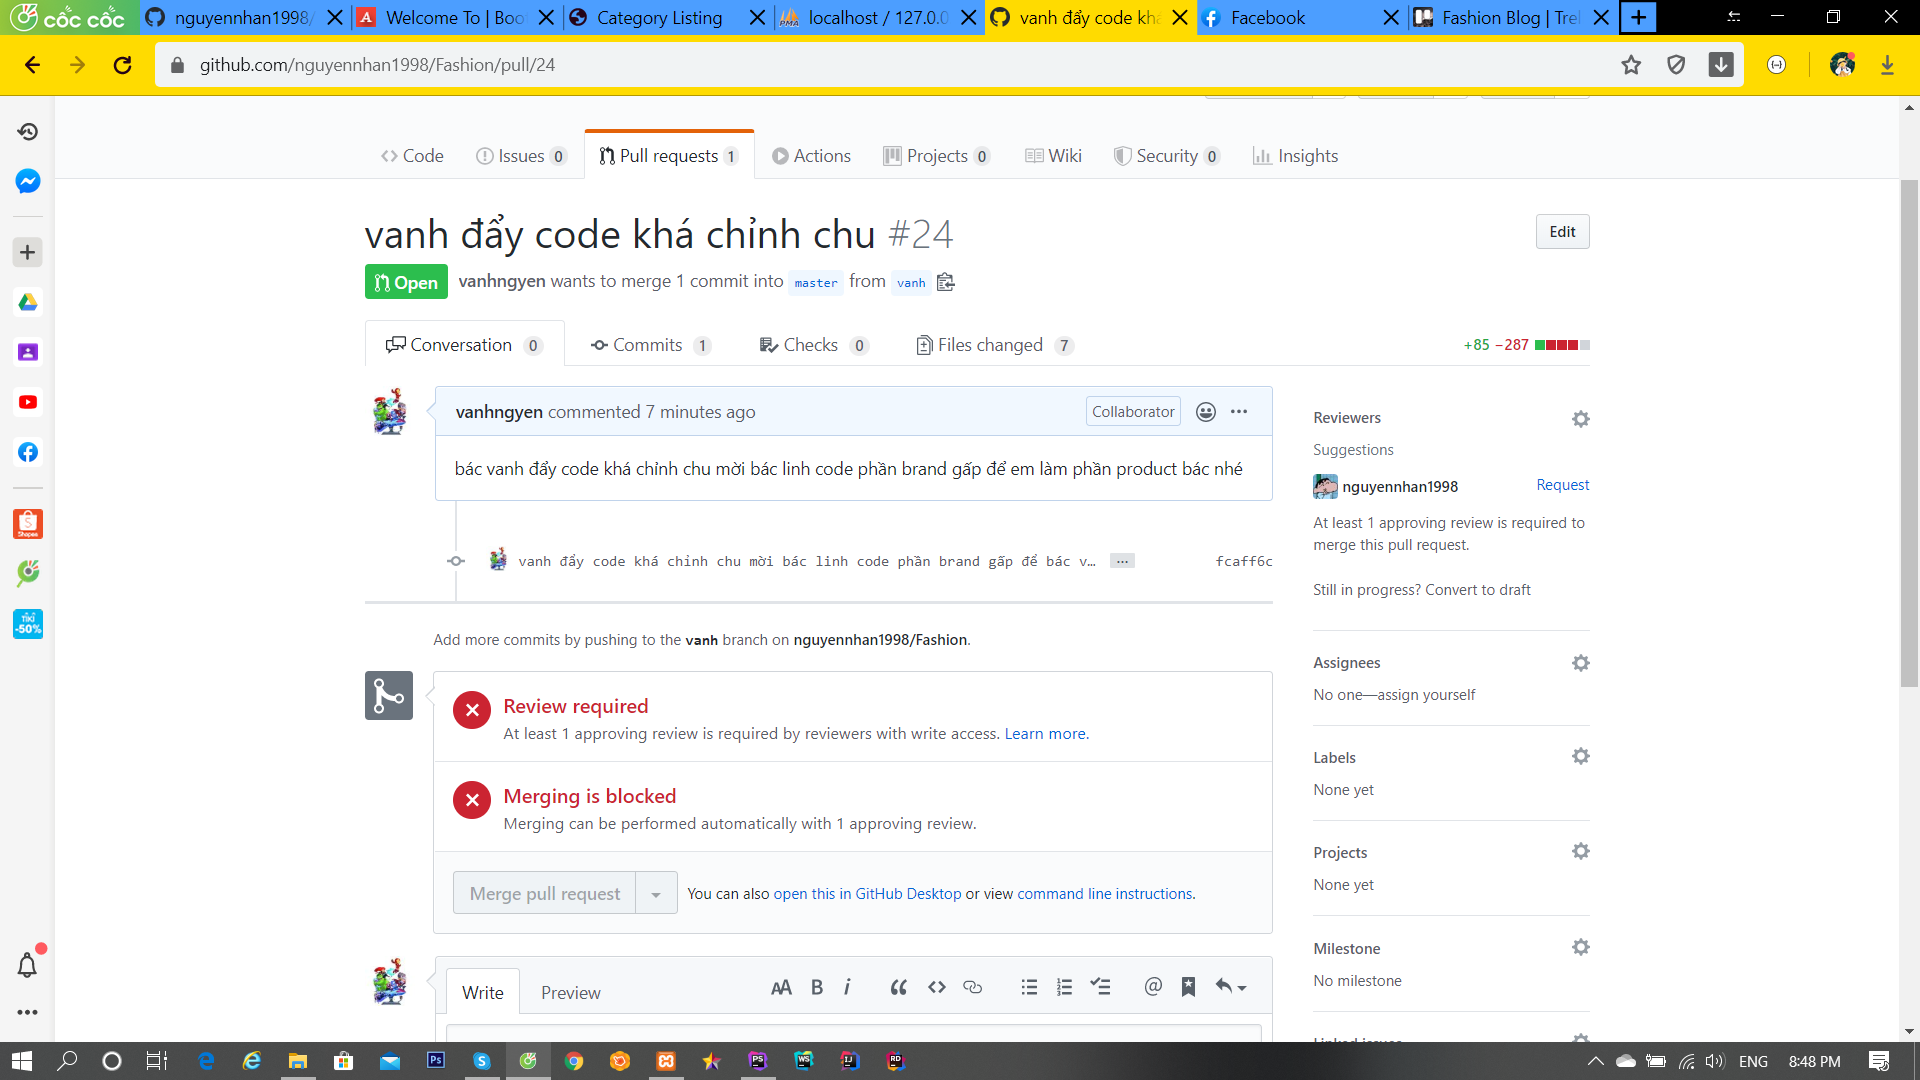 cốc cốc
nguyennhan1998/
Welcome To | Boo
Category Listing
localhost / 127.0.0
vanh đẩy code khá
Facebook
Fashion Blog | Trel
github.com/nguyennhan1998/Fashion/pull/24
Code
Issues 0
Pull requests 1
Actions
Projects 0
Wiki
Security 0
Insights
vanh đẩy code khá chỉnh chu #24
Edit
Open
vanhngyen wants to merge 1 commit into master from vanh
Conversation 0
Commits 1
Checks 0
Files changed 7
+85 −287
vanhngyen commented 7 minutes ago
Collaborator
bác vanh đẩy code khá chỉnh chu mời bác linh code phần brand gấp để em làm phần product bác nhé
vanh đẩy code khá chỉnh chu mời bác linh code phần brand gấp để bác v…
fcaff6c
Add more commits by pushing to the vanh branch on nguyennhan1998/Fashion.
Review required
At least 1 approving review is required by reviewers with write access. Learn more.
Merging is blocked
Merging can be performed automatically with 1 approving review.
Merge pull request
You can also open this in GitHub Desktop or view command line instructions.
Write
Preview
Reviewers
Suggestions
nguyennhan1998
Request
At least 1 approving review is required to
merge this pull request.
Still in progress? Convert to draft
Assignees
No one—assign yourself
Labels
None yet
Projects
None yet
Milestone
No milestone
Linked issues
Shopee
TIKI
-50%
ENG
8:48 PM